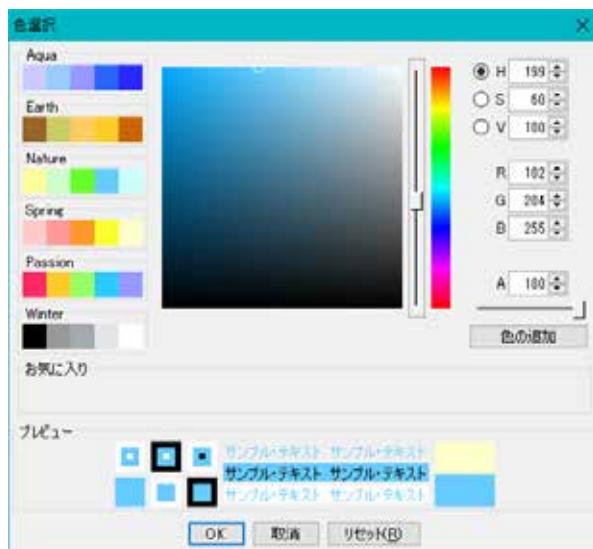 色選択
Aqua
Earth
Nature
Spring
Passion
Winter
H 199
S 60
V 100
R 102
G 204
B 255
A 100
色の追加
お気に入り
プレビュー
サンプル・テキスト サンプル・テキスト
サンプル・テキスト サンプル・テキスト
サンプル・テキスト サンプル・テキスト
OK 取消 リセット(R)